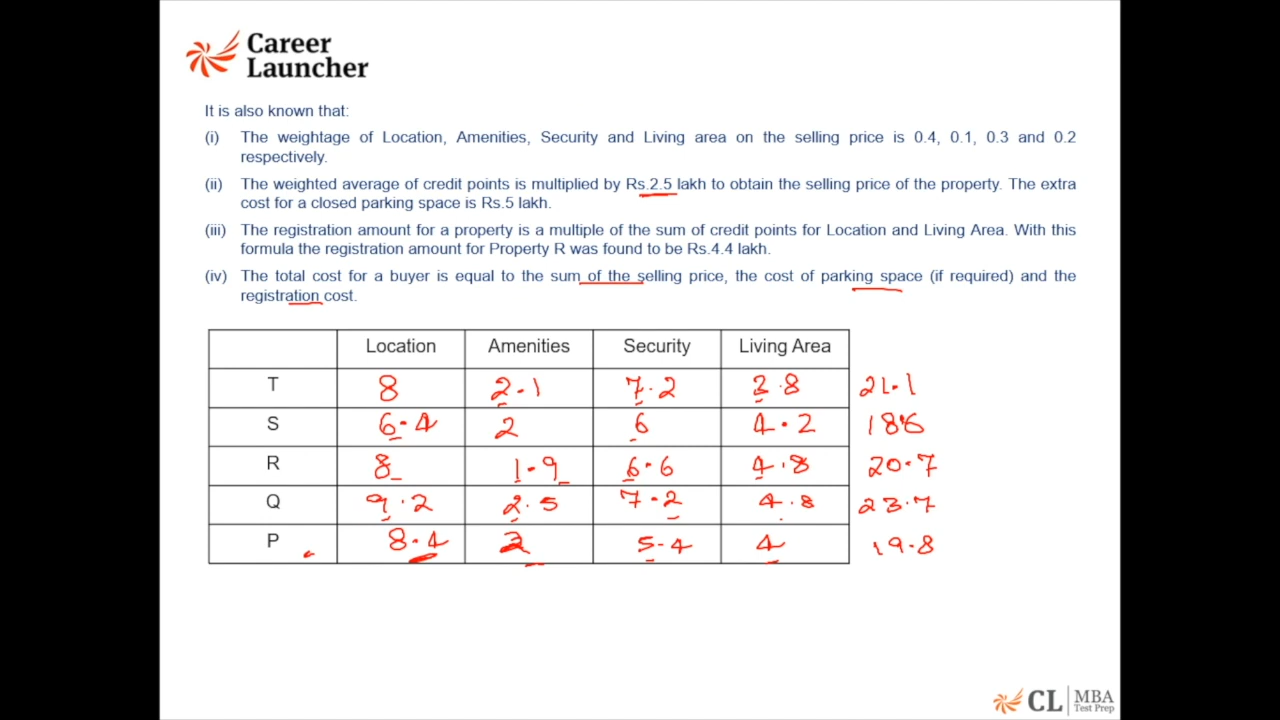 Career
Launcher
It is also known that:
(i) The weightage of Location, Amenities, Security and Living area on the selling price is 0.4, 0.1, 0.3 and 0.2
respectively.
(ii) The weighted average of credit points is multiplied by Rs.2.5 lakh to obtain the selling price of the property. The extra
cost for a closed parking space is Rs.5 lakh.
(iii) The registration amount for a property is a multiple of the sum of credit points for Location and Living Area. With this
formula the registration amount for Property R was found to be Rs.4.4 lakh.
(iv) The total cost for a buyer is equal to the sum of the selling price, the cost of parking space (if required) and the
registration cost.
Location Amenities Security Living Area
T 8 2.1 7.2 3.8 21.1
S 6.4 2 6 4.2 18.6
R 8 1.9 6.6 4.8 20.7
Q 9.2 2.5 7.2 4.8 23.7
P 8.4 2 5.4 4 19.8
CL MBA
Test Prep